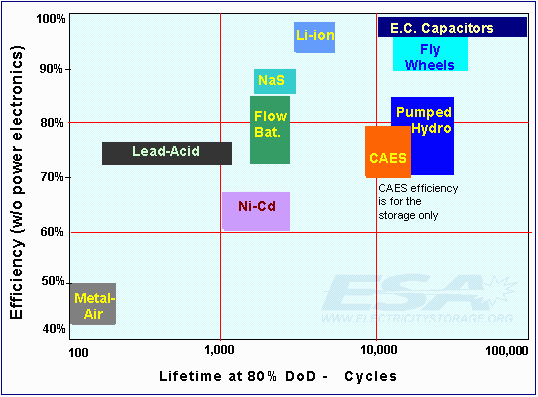 100%
90%
80%
70%
60%
50%
40%
Efficiency (w/o power electronics)
Li-ion
E.C. Capacitors
Fly
Wheels
NaS
Flow
Bat.
Pumped
Hydro
Lead-Acid
CAES
CAES efficiency
is for the
storage only
Ni-Cd
Metal-
Air
ESA
WWW.ELECTRICITYSTORAGE.ORG
100
1,000
10,000
100,000
Lifetime at 80% DoD - Cycles